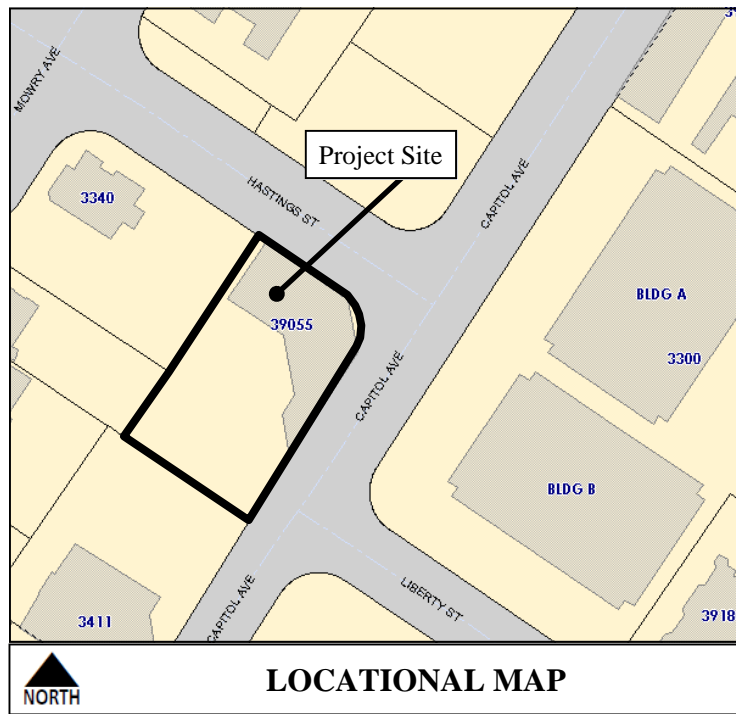 MOWRY AVE
Project Site
HASTINGS ST
CAPITOL AVE
3340
BLDG A
39055
3300
CAPITOL AVE
BLDG B
CAPITOL AVE
LIBERTY ST
3411
3918
NORTH
LOCATIONAL MAP